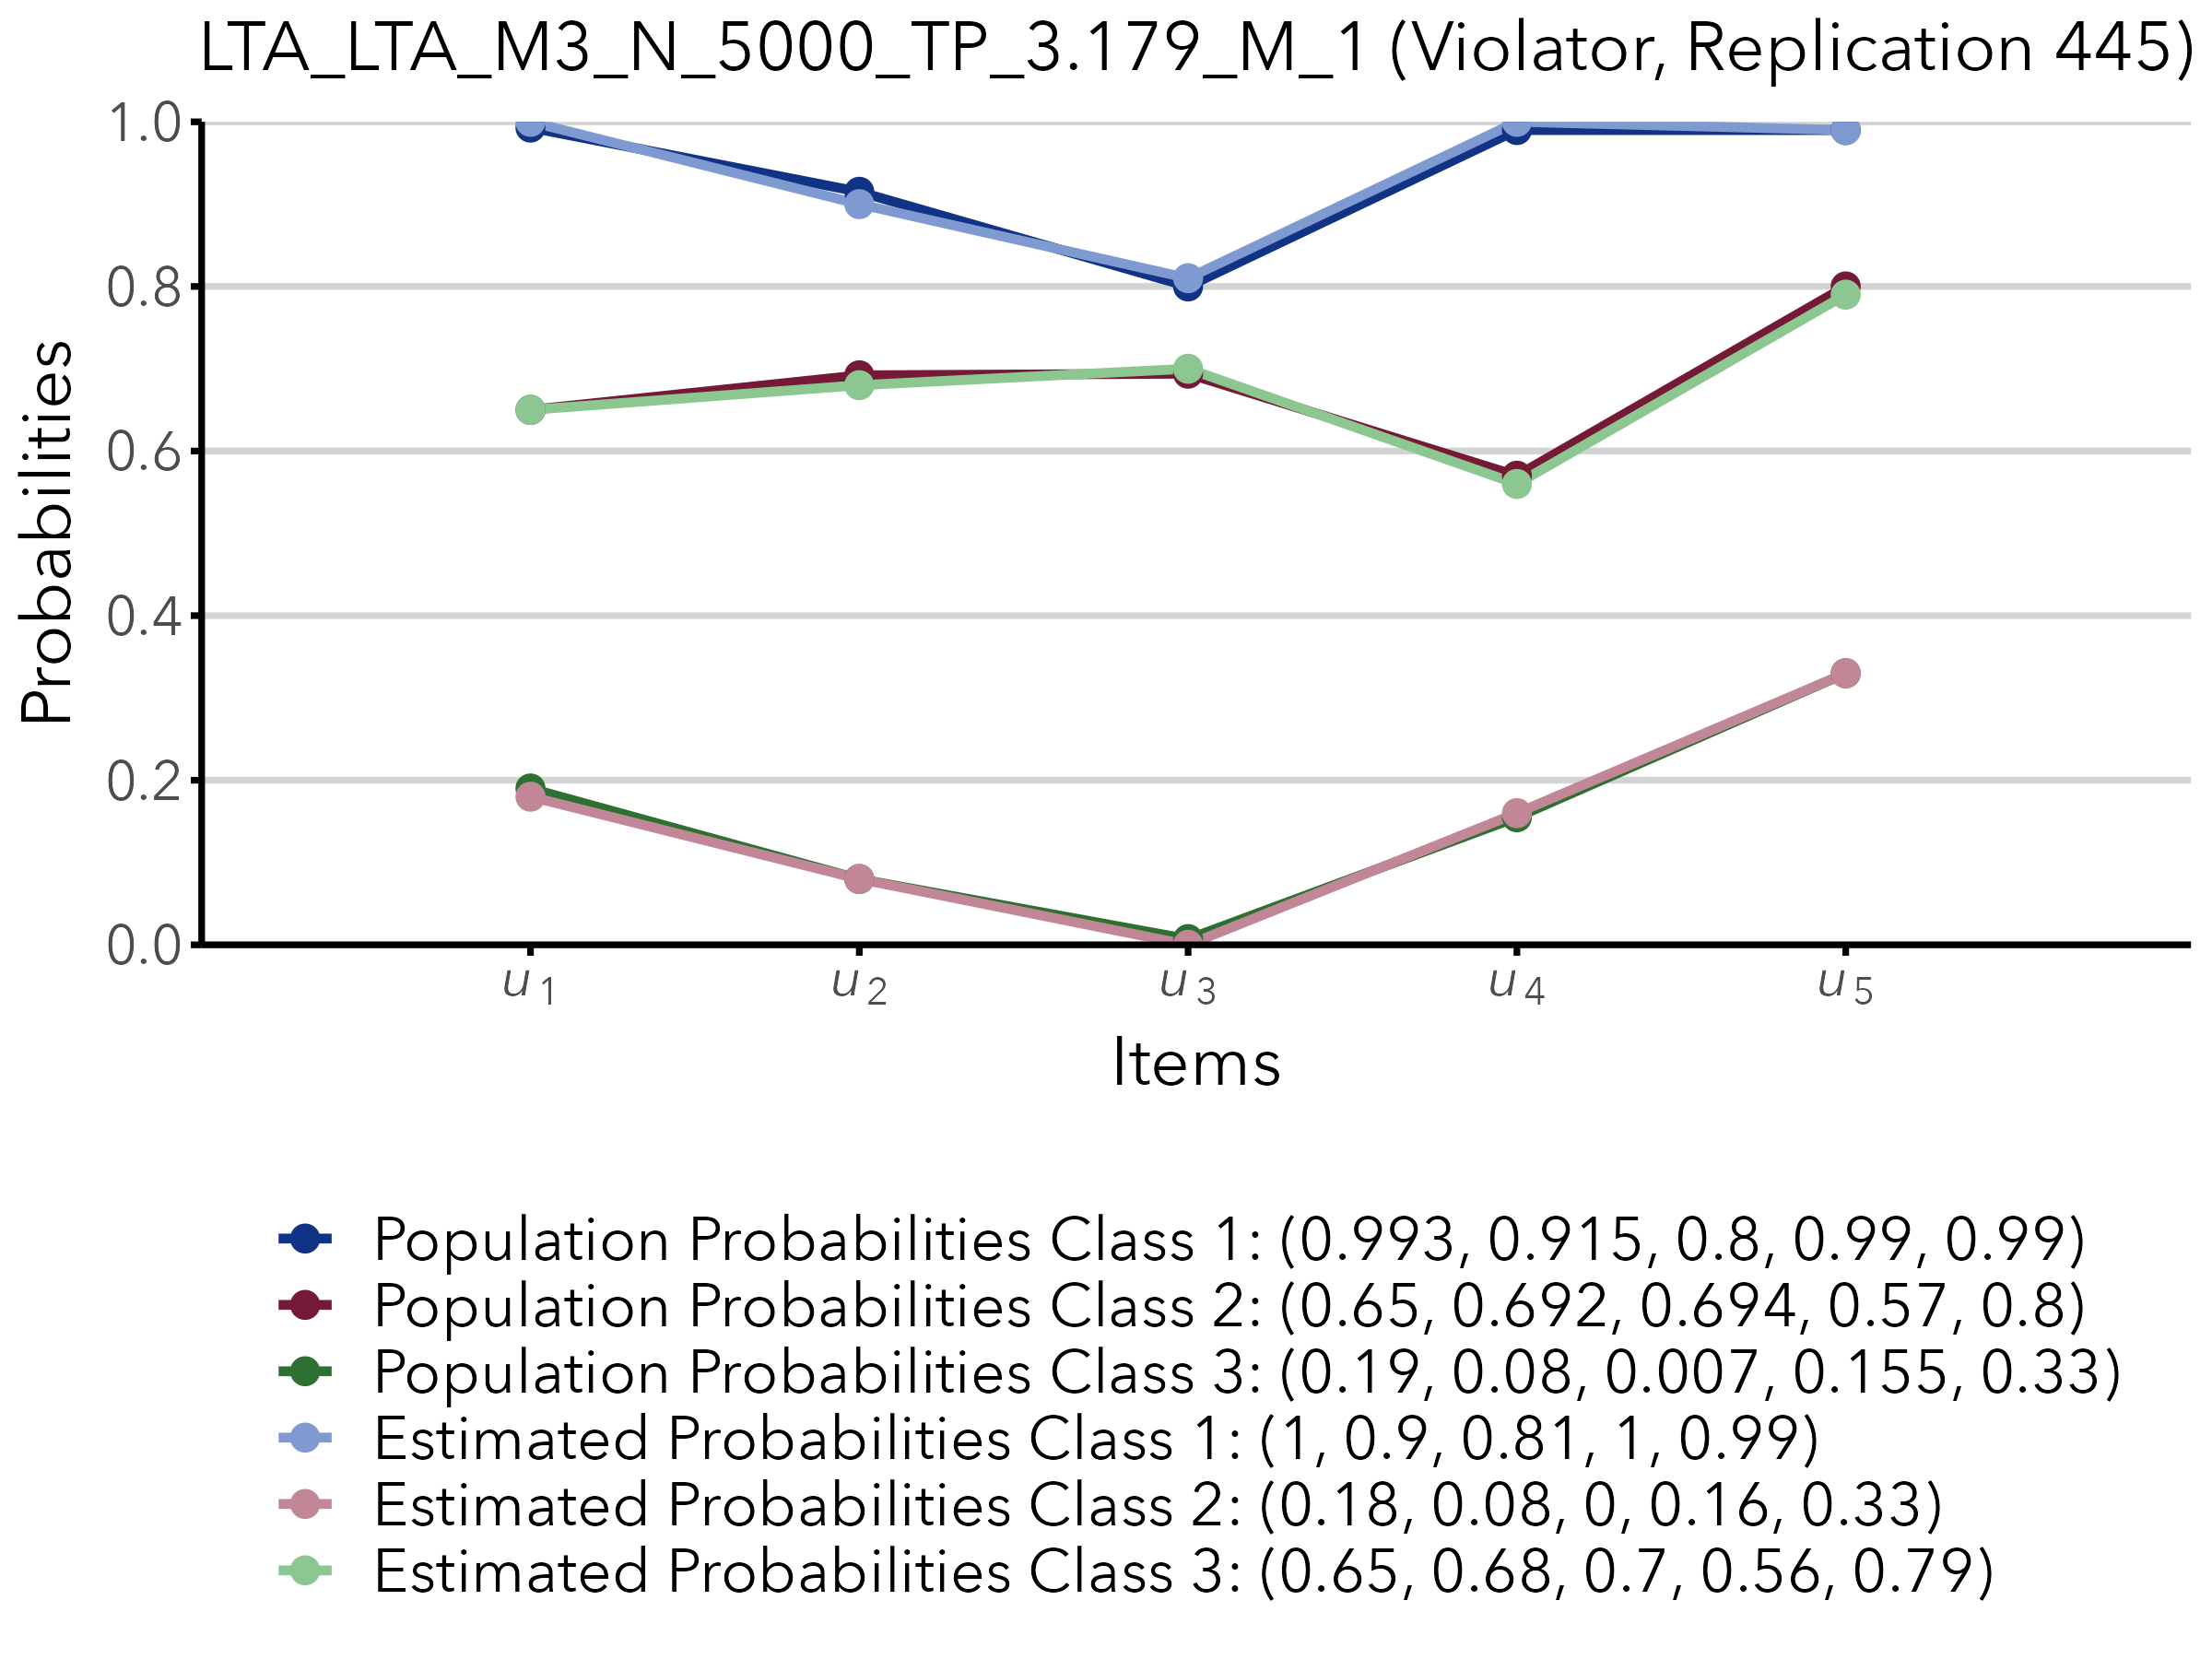 LTA_LTA_M3_N_5000_TP_3.179_M_1 (Violator, Replication 445)
1.0
0.8
0.6
0.4
0.2
0.0
Probabilities
u1 u2 u3 u4 u5
Items
Population Probabilities Class 1: (0.993, 0.915, 0.8, 0.99, 0.99)
Population Probabilities Class 2: (0.65, 0.692, 0.694, 0.57, 0.8)
Population Probabilities Class 3: (0.19, 0.08, 0.007, 0.155, 0.33)
Estimated Probabilities Class 1: (1, 0.9, 0.81, 1, 0.99)
Estimated Probabilities Class 2: (0.18, 0.08, 0, 0.16, 0.33)
Estimated Probabilities Class 3: (0.65, 0.68, 0.7, 0.56, 0.79)